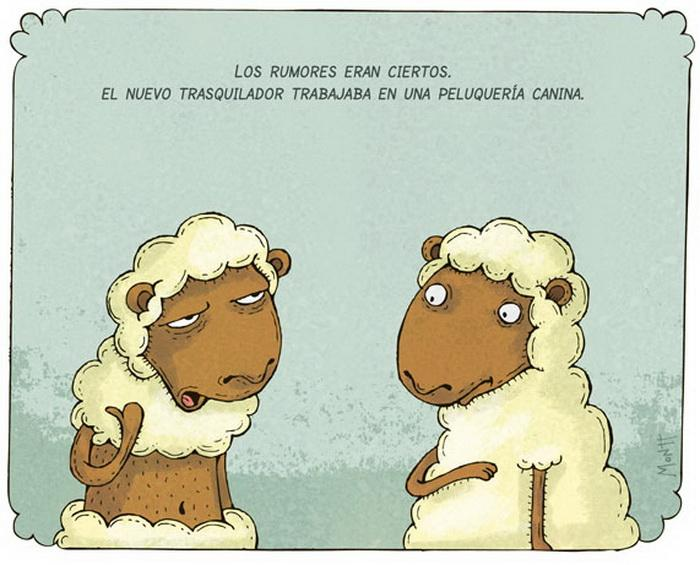 LOS RUMORES ERAN CIERTOS.
EL NUEVO TRASQUILADOR TRABAJABA EN UNA PELUQUERÍA CANINA.
MONTT